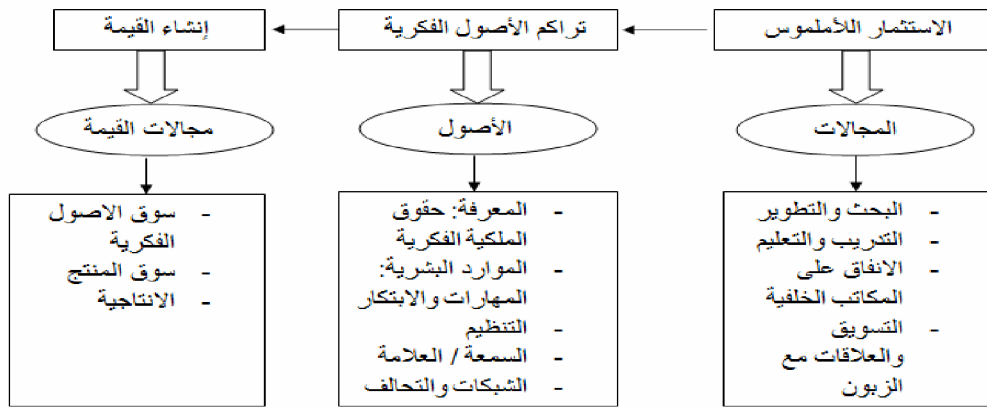 الاستثمار اللأملموس
تراكم الأصول الفكرية
إنشاء القيمة
المجالات
الأصول
مجالات القيمة
- البحث والتطوير
- التدريب والتعليم
- الانفاق على
المكاتب الخلفية
- التسويق
والعلاقات مع
الزبون
- المعرفة: حقوق
الملكية الفكرية
- الموارد البشرية:
المهارات والابتكار
- التنظيم
- السمعة / العلامة
- الشبكات والتحالف
- سوق الاصول
الفكرية
- سوق المنتج
- الانتاجية